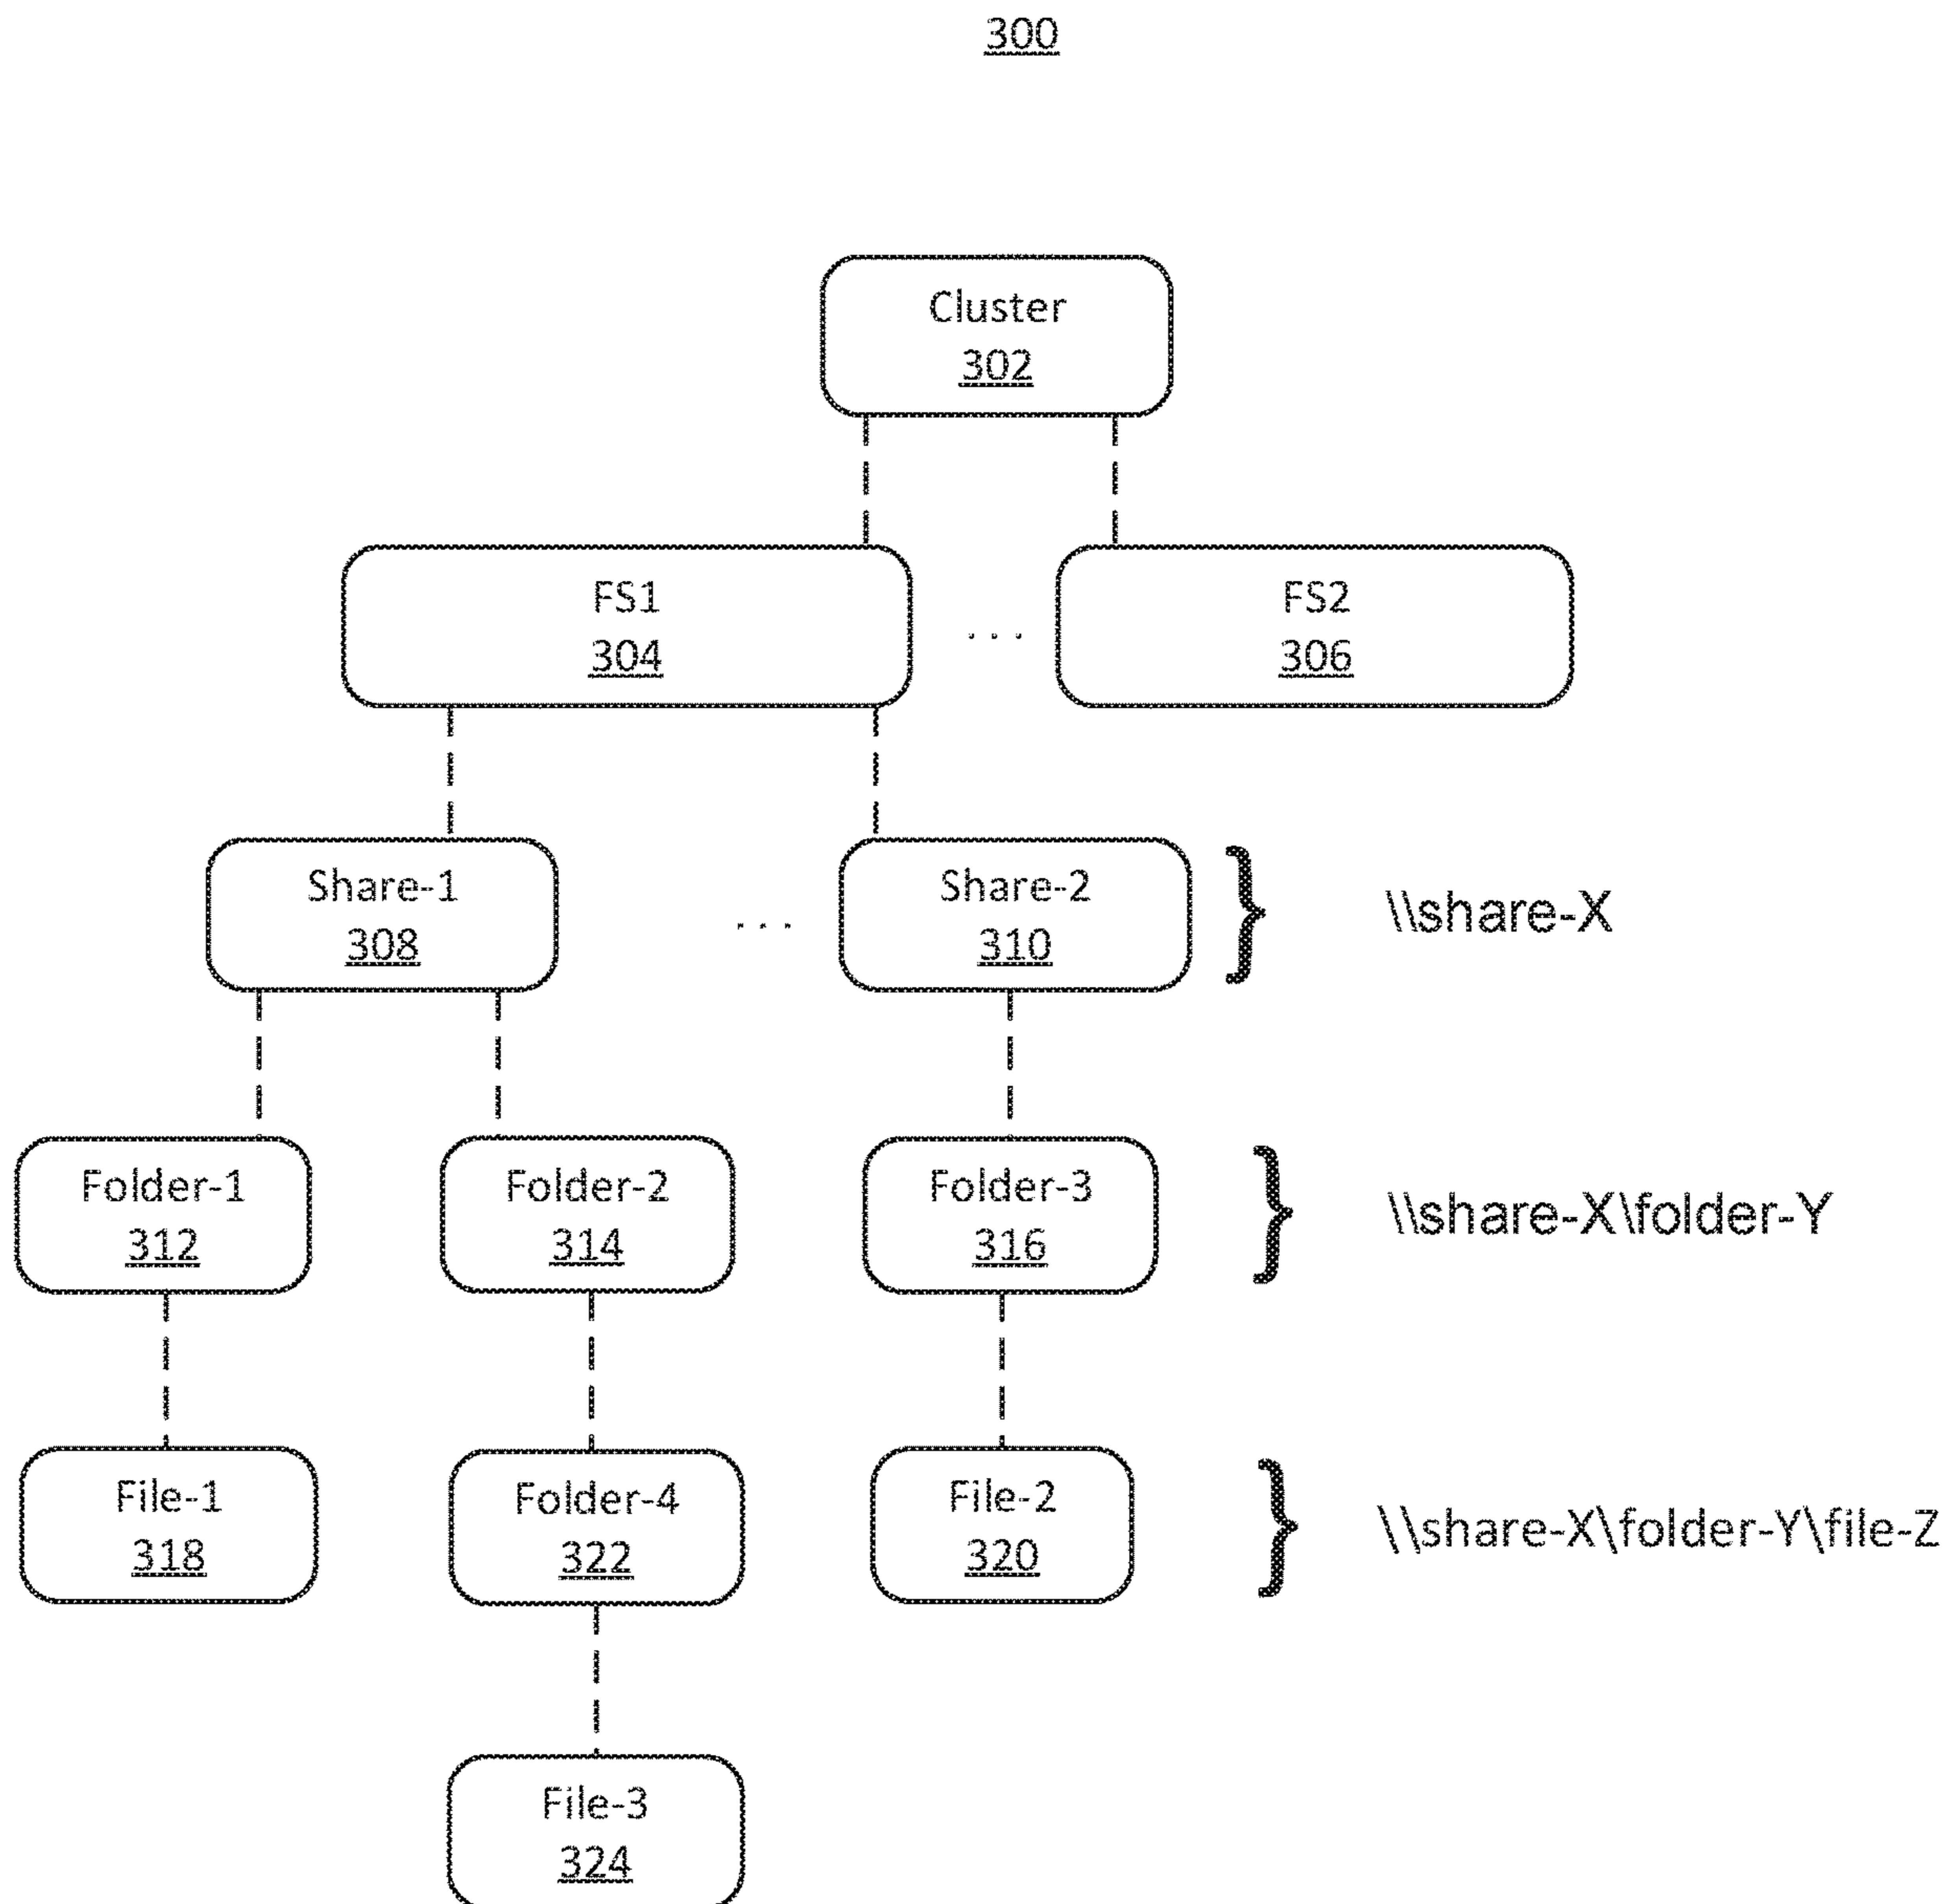 300
Cluster
302
FS1
304
. . .
FS2
306
Share-1
308
. . .
Share-2
310
} \\share-X
Folder-1
312
Folder-2
314
Folder-3
316
} \\share-X\folder-Y
File-1
318
Folder-4
322
File-2
320
} \\share-X\folder-Y\file-Z
File-3
324